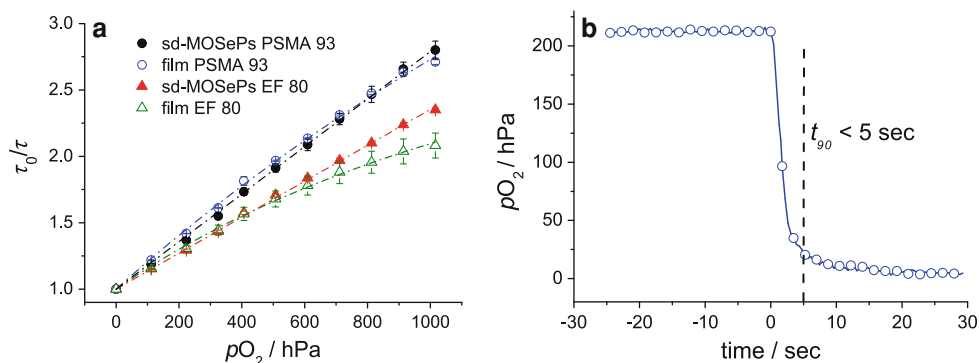 a
sd-MOSePs PSMA 93
film PSMA 93
sd-MOSePs EF 80
film EF 80
3.0
2.5
2.0
1.5
1.0
τ₀/τ
0 200 400 600 800 1000
pO₂ / hPa
b
200
150
100
50
0
pO₂ / hPa
t₉₀ < 5 sec
-30 -20 -10 0 10 20 30
time / sec